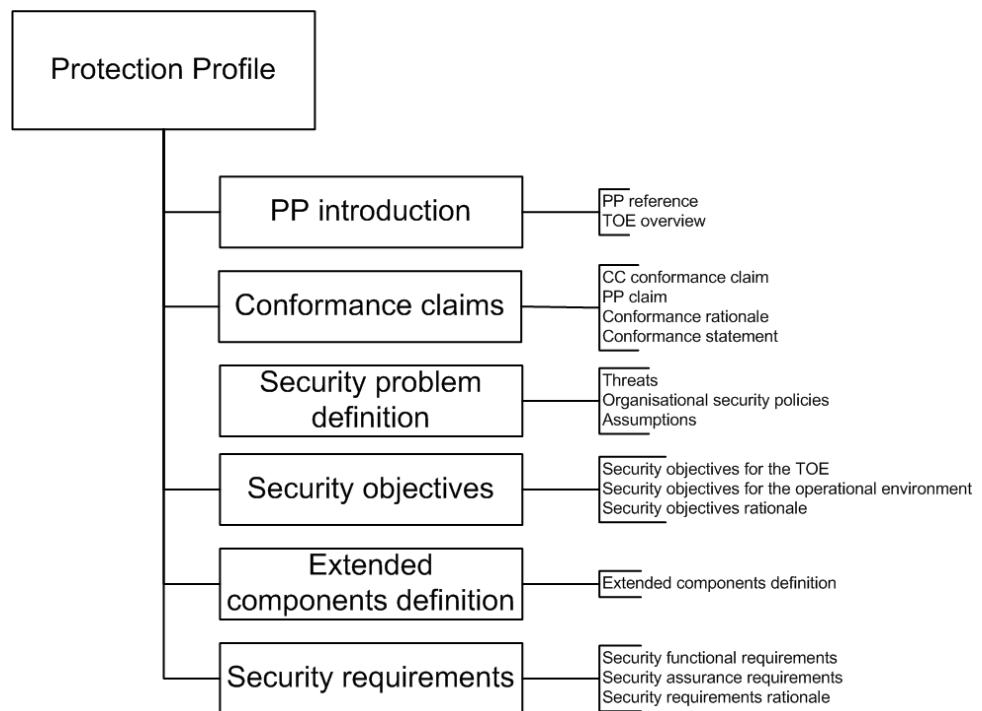 Protection Profile
PP introduction
PP reference
TOE overview
Conformance claims
CC conformance claim
PP claim
Conformance rationale
Conformance statement
Security problem
definition
Threats
Organisational security policies
Assumptions
Security objectives
Security objectives for the TOE
Security objectives for the operational environment
Security objectives rationale
Extended
components definition
Extended components definition
Security requirements
Security functional requirements
Security assurance requirements
Security requirements rationale